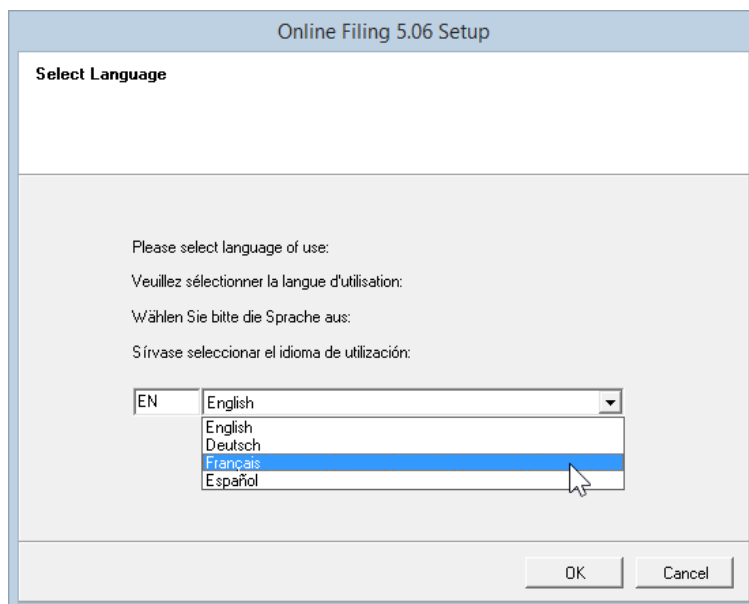 Online Filing 5.06 Setup
Select Language
Please select language of use:
Veuillez sélectionner la langue d'utilisation:
Wählen Sie bitte die Sprache aus:
Sírvase seleccionar el idioma de utilización:
EN English
English
Deutsch
Français
Español
OK Cancel